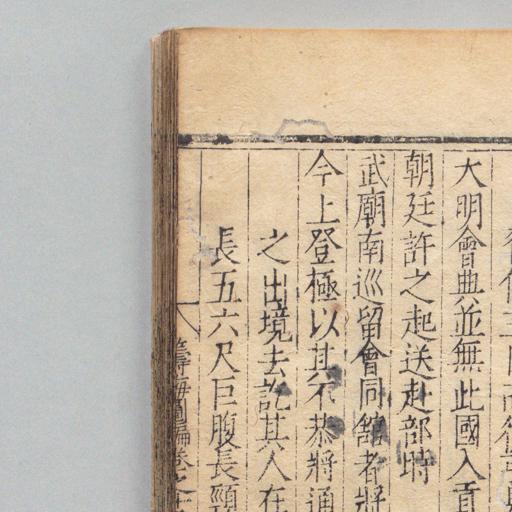 大明會典並無此國入貢
朝廷許之起送赴部時
武廟南巡留會同館者將
今上登極以其不恭將通
之出境去訖其人在
長五六尺巨腹長頸
籌海圖編卷之十